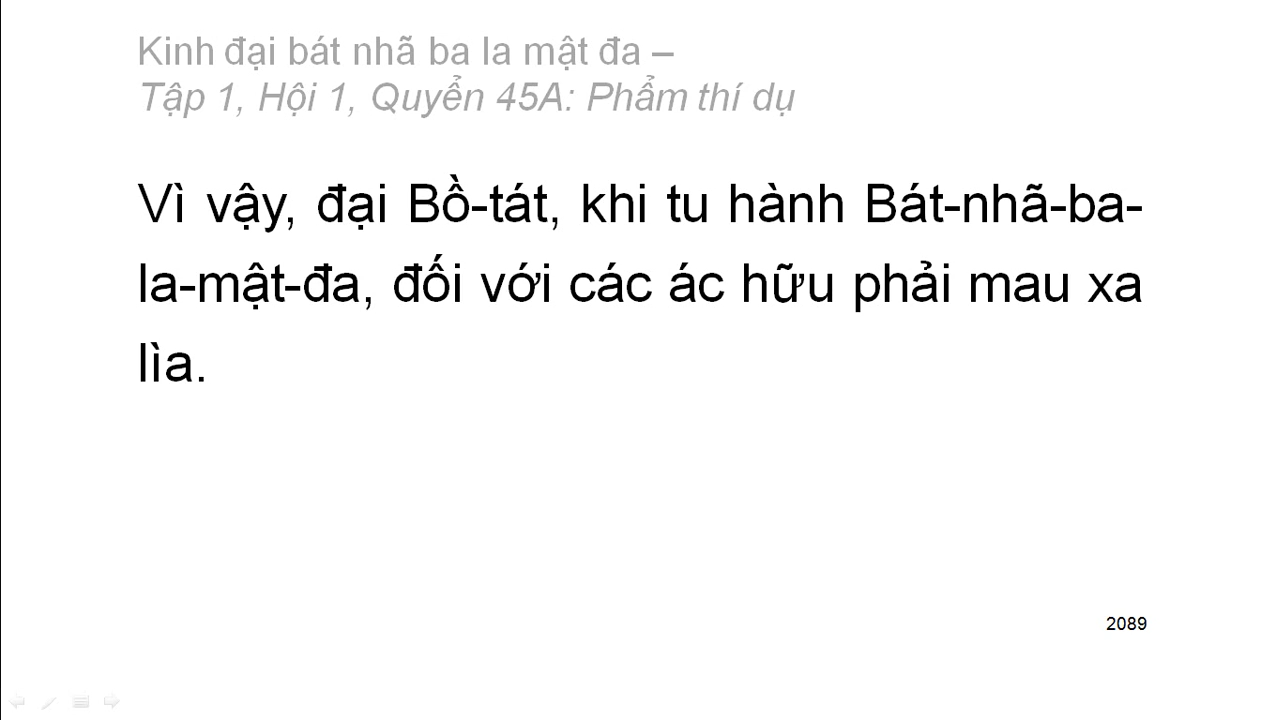 Kinh đại bát nhã ba la mật đa –
Tập 1, Hội 1, Quyển 45A: Phẩm thí dụ
Vì vậy, đại Bồ-tát, khi tu hành Bát-nhã-ba-
la-mật-đa, đối với các ác hữu phải mau xa
lìa.
2089